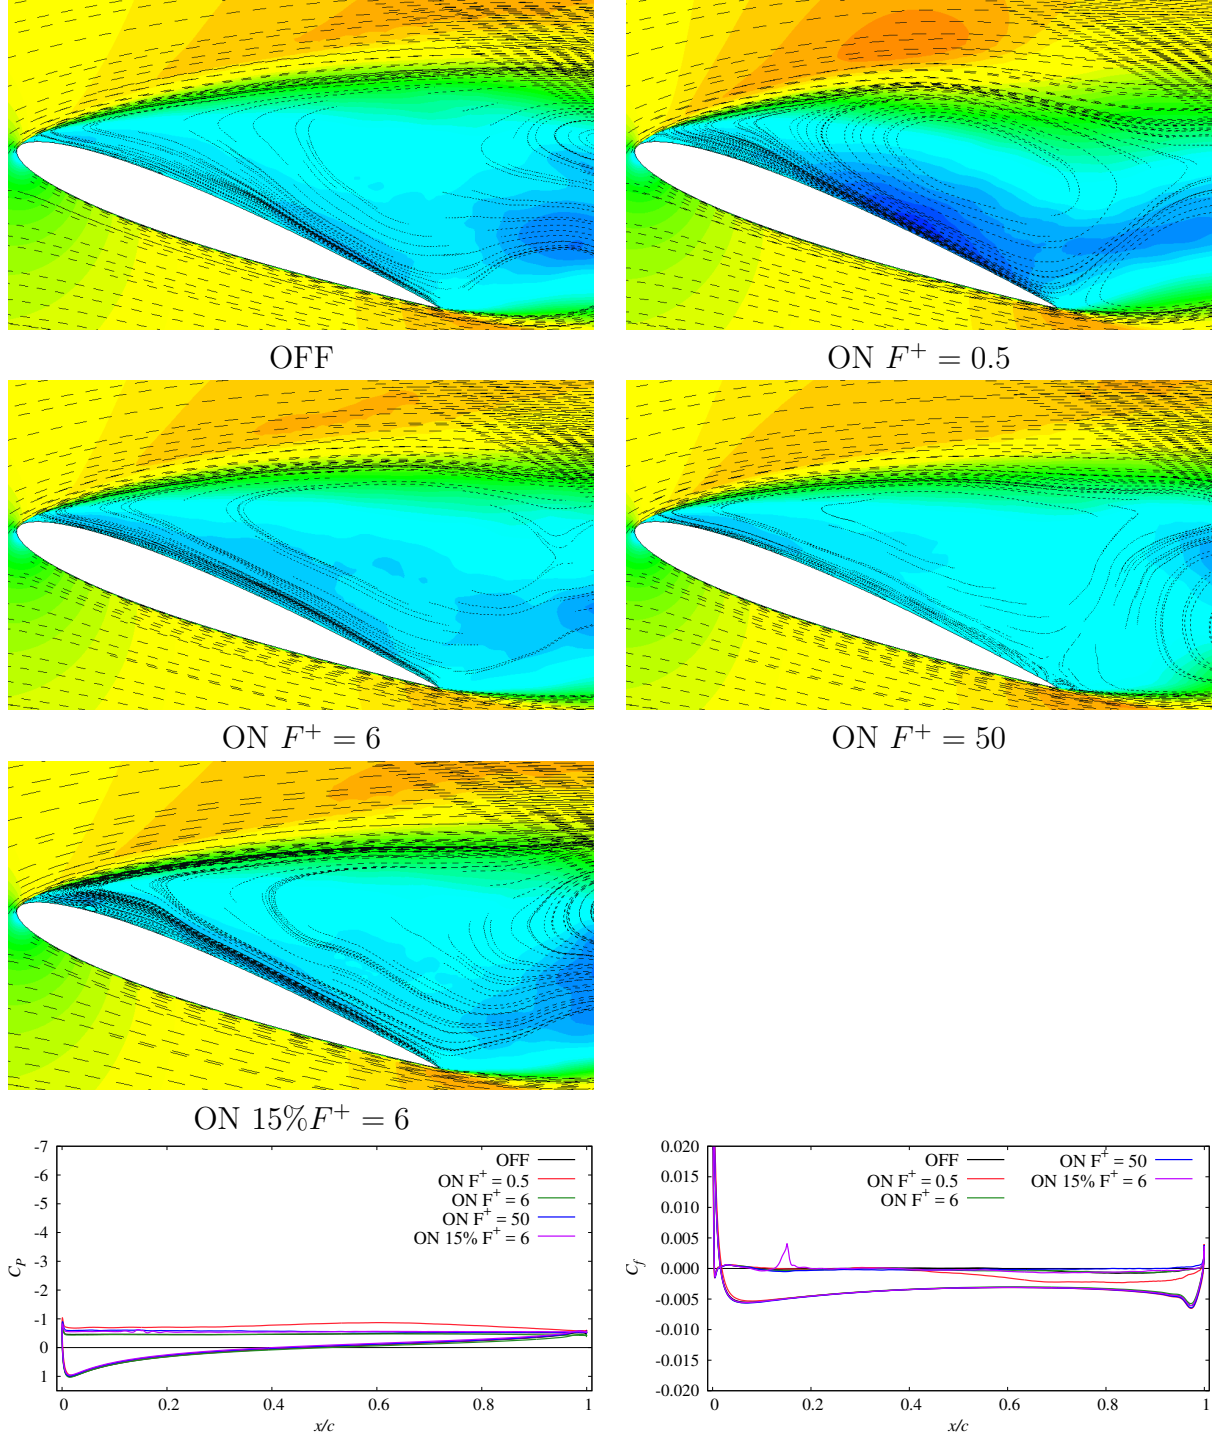 OFF
ON F⁺ = 0.5
ON F⁺ = 6
ON F⁺ = 50
ON 15%F⁺ = 6
-7
-6
-5
-4
-3
-2
-1
0
1
C_P
0
0.2
0.4
0.6
0.8
1
x/c
OFF
ON F⁺ = 0.5
ON F⁺ = 6
ON F⁺ = 50
ON 15% F⁺ = 6
0.020
0.015
0.010
0.005
0.000
-0.005
-0.010
-0.015
-0.020
C_f
0
0.2
0.4
0.6
0.8
1
x/c
OFF
ON F⁺ = 0.5
ON F⁺ = 6
ON F⁺ = 50
ON 15% F⁺ = 6